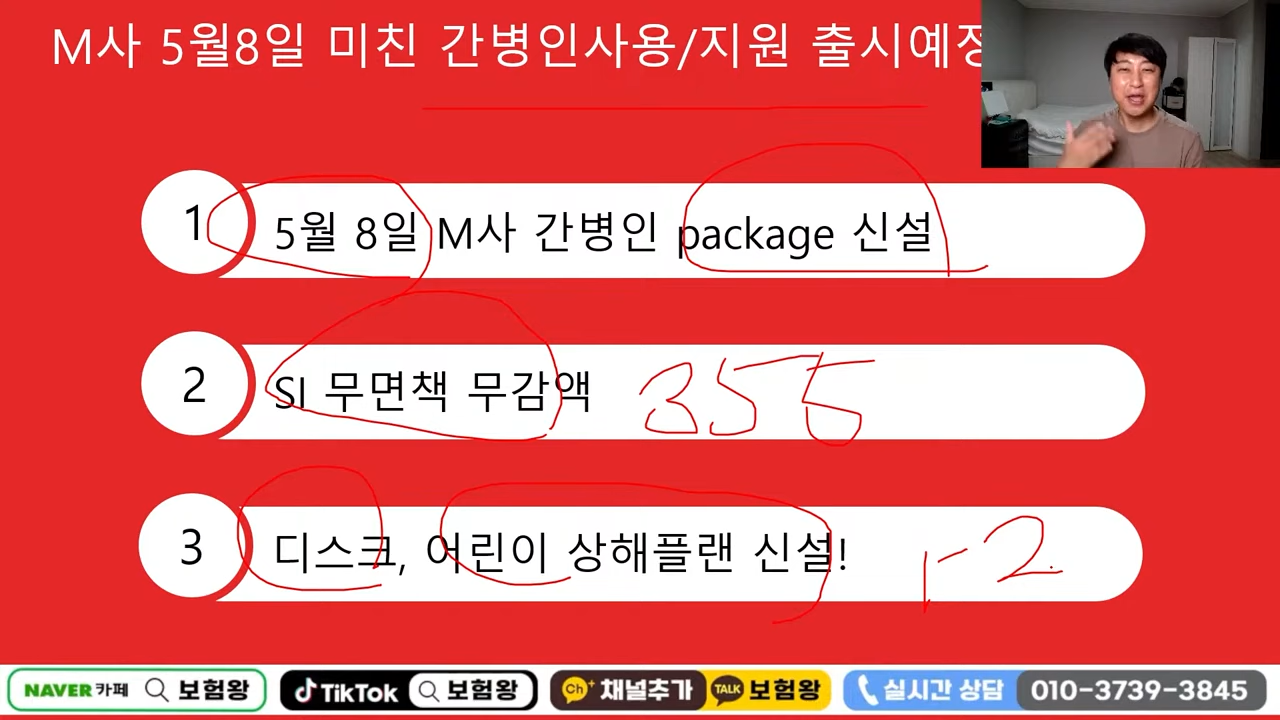 M사 5월8일 미친 간병인사용/지원 출시예정
1
5월 8일 M사 간병인 package 신설
2
SI 무면책 무감액 355
3
디스크, 어린이 상해플랜 신설! 1-2
NAVER 카페 보험왕 TikTok 보험왕 Ch+ 채널추가 TALK 보험왕 실시간 상담 010-3739-3845